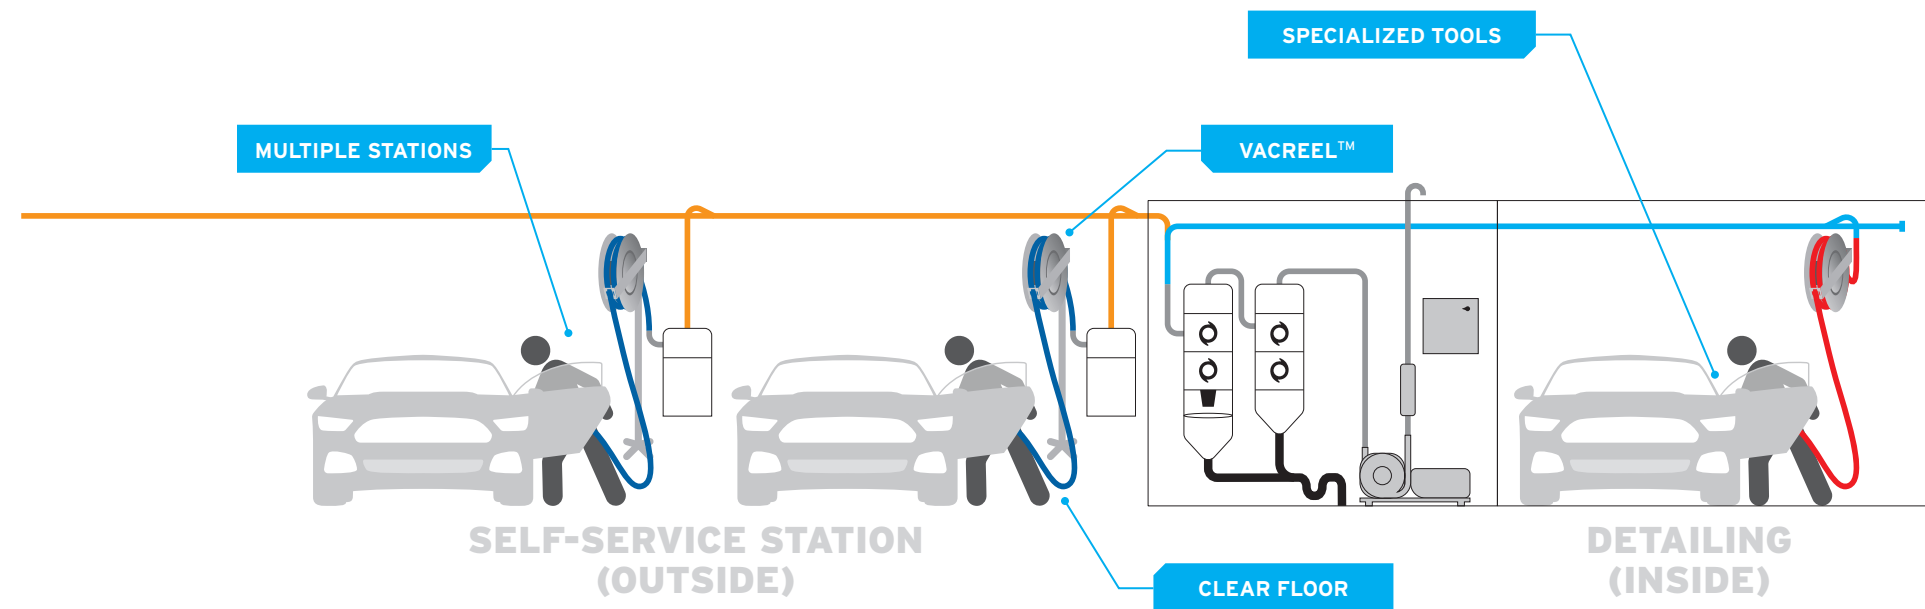 SPECIALIZED TOOLS
MULTIPLE STATIONS
VACREEL™
SELF-SERVICE STATION
(OUTSIDE)
DETAILING
(INSIDE)
CLEAR FLOOR